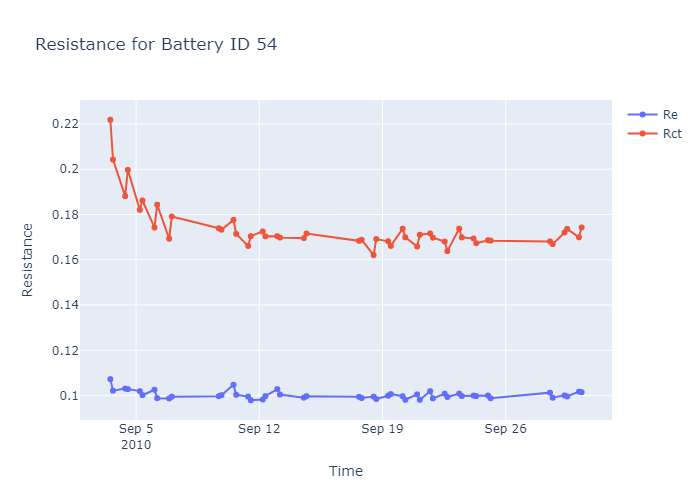 Resistance for Battery ID 54
Re
Rct
0.22
0.2
0.18
0.16
0.14
0.12
0.1
Resistance
Sep 5
2010
Sep 12
Sep 19
Sep 26
Time